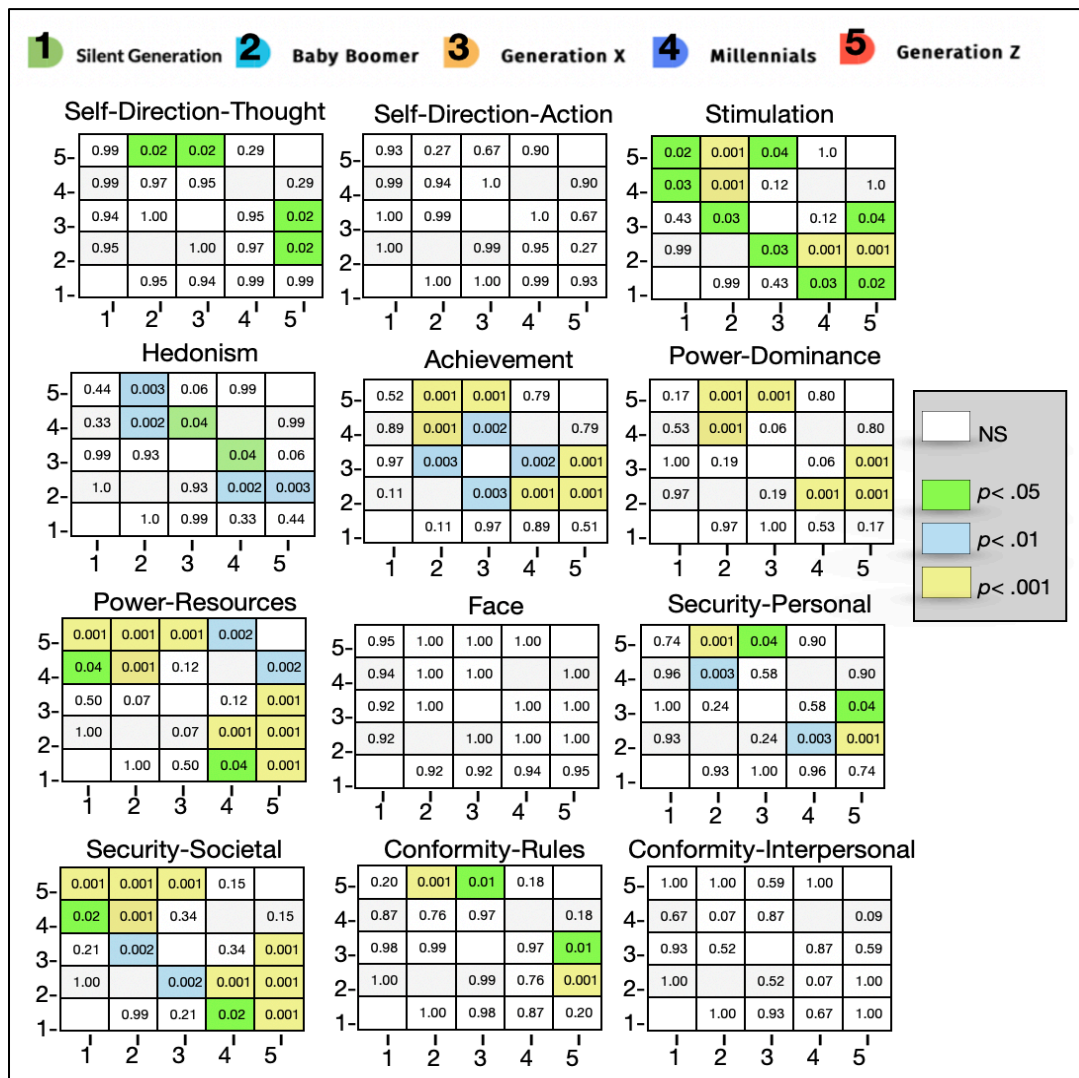 1 Silent Generation 2 Baby Boomer 3 Generation X 4 Millennials 5 Generation Z
Self-Direction-Thought
5- 0.99 0.02 0.02 0.29
4- 0.99 0.97 0.95 0.29
3- 0.94 1.00 0.95 0.02
2- 0.95 1.00 0.97 0.02
1- 0.95 0.94 0.99 0.99
1 2 3 4 5
Self-Direction-Action
5- 0.93 0.27 0.67 0.90
4- 0.99 0.94 1.0 0.90
3- 1.00 0.99 1.0 0.67
2- 1.00 0.99 0.95 0.27
1- 1.00 1.00 0.99 0.93
1 2 3 4 5
Stimulation
5- 0.02 0.001 0.04 1.0
4- 0.03 0.001 0.12 1.0
3- 0.43 0.03 0.12 0.04
2- 0.99 0.03 0.001 0.001
1- 0.99 0.43 0.03 0.02
1 2 3 4 5
Hedonism
5- 0.44 0.003 0.06 0.99
4- 0.33 0.002 0.04 0.99
3- 0.99 0.93 0.04 0.06
2- 1.0 0.93 0.002 0.003
1- 1.0 0.99 0.33 0.44
1 2 3 4 5
Achievement
5- 0.52 0.001 0.001 0.79
4- 0.89 0.001 0.002 0.79
3- 0.97 0.003 0.002 0.001
2- 0.11 0.003 0.001 0.001
1- 0.11 0.97 0.89 0.51
1 2 3 4 5
Power-Dominance
5- 0.17 0.001 0.001 0.80
4- 0.53 0.001 0.06 0.80
3- 1.00 0.19 0.06 0.001
2- 0.97 0.19 0.001 0.001
1- 0.97 1.00 0.53 0.17
1 2 3 4 5
NS
p< .05
p< .01
p< .001
Power-Resources
5- 0.001 0.001 0.001 0.002
4- 0.04 0.001 0.12 0.002
3- 0.50 0.07 0.12 0.001
2- 1.00 0.07 0.001 0.001
1- 1.00 0.50 0.04 0.001
1 2 3 4 5
Face
5- 0.95 1.00 1.00 1.00
4- 0.94 1.00 1.00 1.00
3- 0.92 1.00 1.00 1.00
2- 0.92 1.00 1.00 1.00
1- 0.92 0.92 0.94 0.95
1 2 3 4 5
Security-Personal
5- 0.74 0.001 0.04 0.90
4- 0.96 0.003 0.58 0.90
3- 1.00 0.24 0.58 0.04
2- 0.93 0.24 0.003 0.001
1- 0.93 1.00 0.96 0.74
1 2 3 4 5
Security-Societal
5- 0.001 0.001 0.001 0.15
4- 0.02 0.001 0.34 0.15
3- 0.21 0.002 0.34 0.001
2- 1.00 0.002 0.001 0.001
1- 0.99 0.21 0.02 0.001
1 2 3 4 5
Conformity-Rules
5- 0.20 0.001 0.01 0.18
4- 0.87 0.76 0.97 0.18
3- 0.98 0.99 0.97 0.01
2- 1.00 0.99 0.76 0.001
1- 1.00 0.98 0.87 0.20
1 2 3 4 5
Conformity-Interpersonal
5- 1.00 1.00 0.59 1.00
4- 0.67 0.07 0.87 0.09
3- 0.93 0.52 0.87 0.59
2- 1.00 0.52 0.07 1.00
1- 1.00 0.93 0.67 1.00
1 2 3 4 5